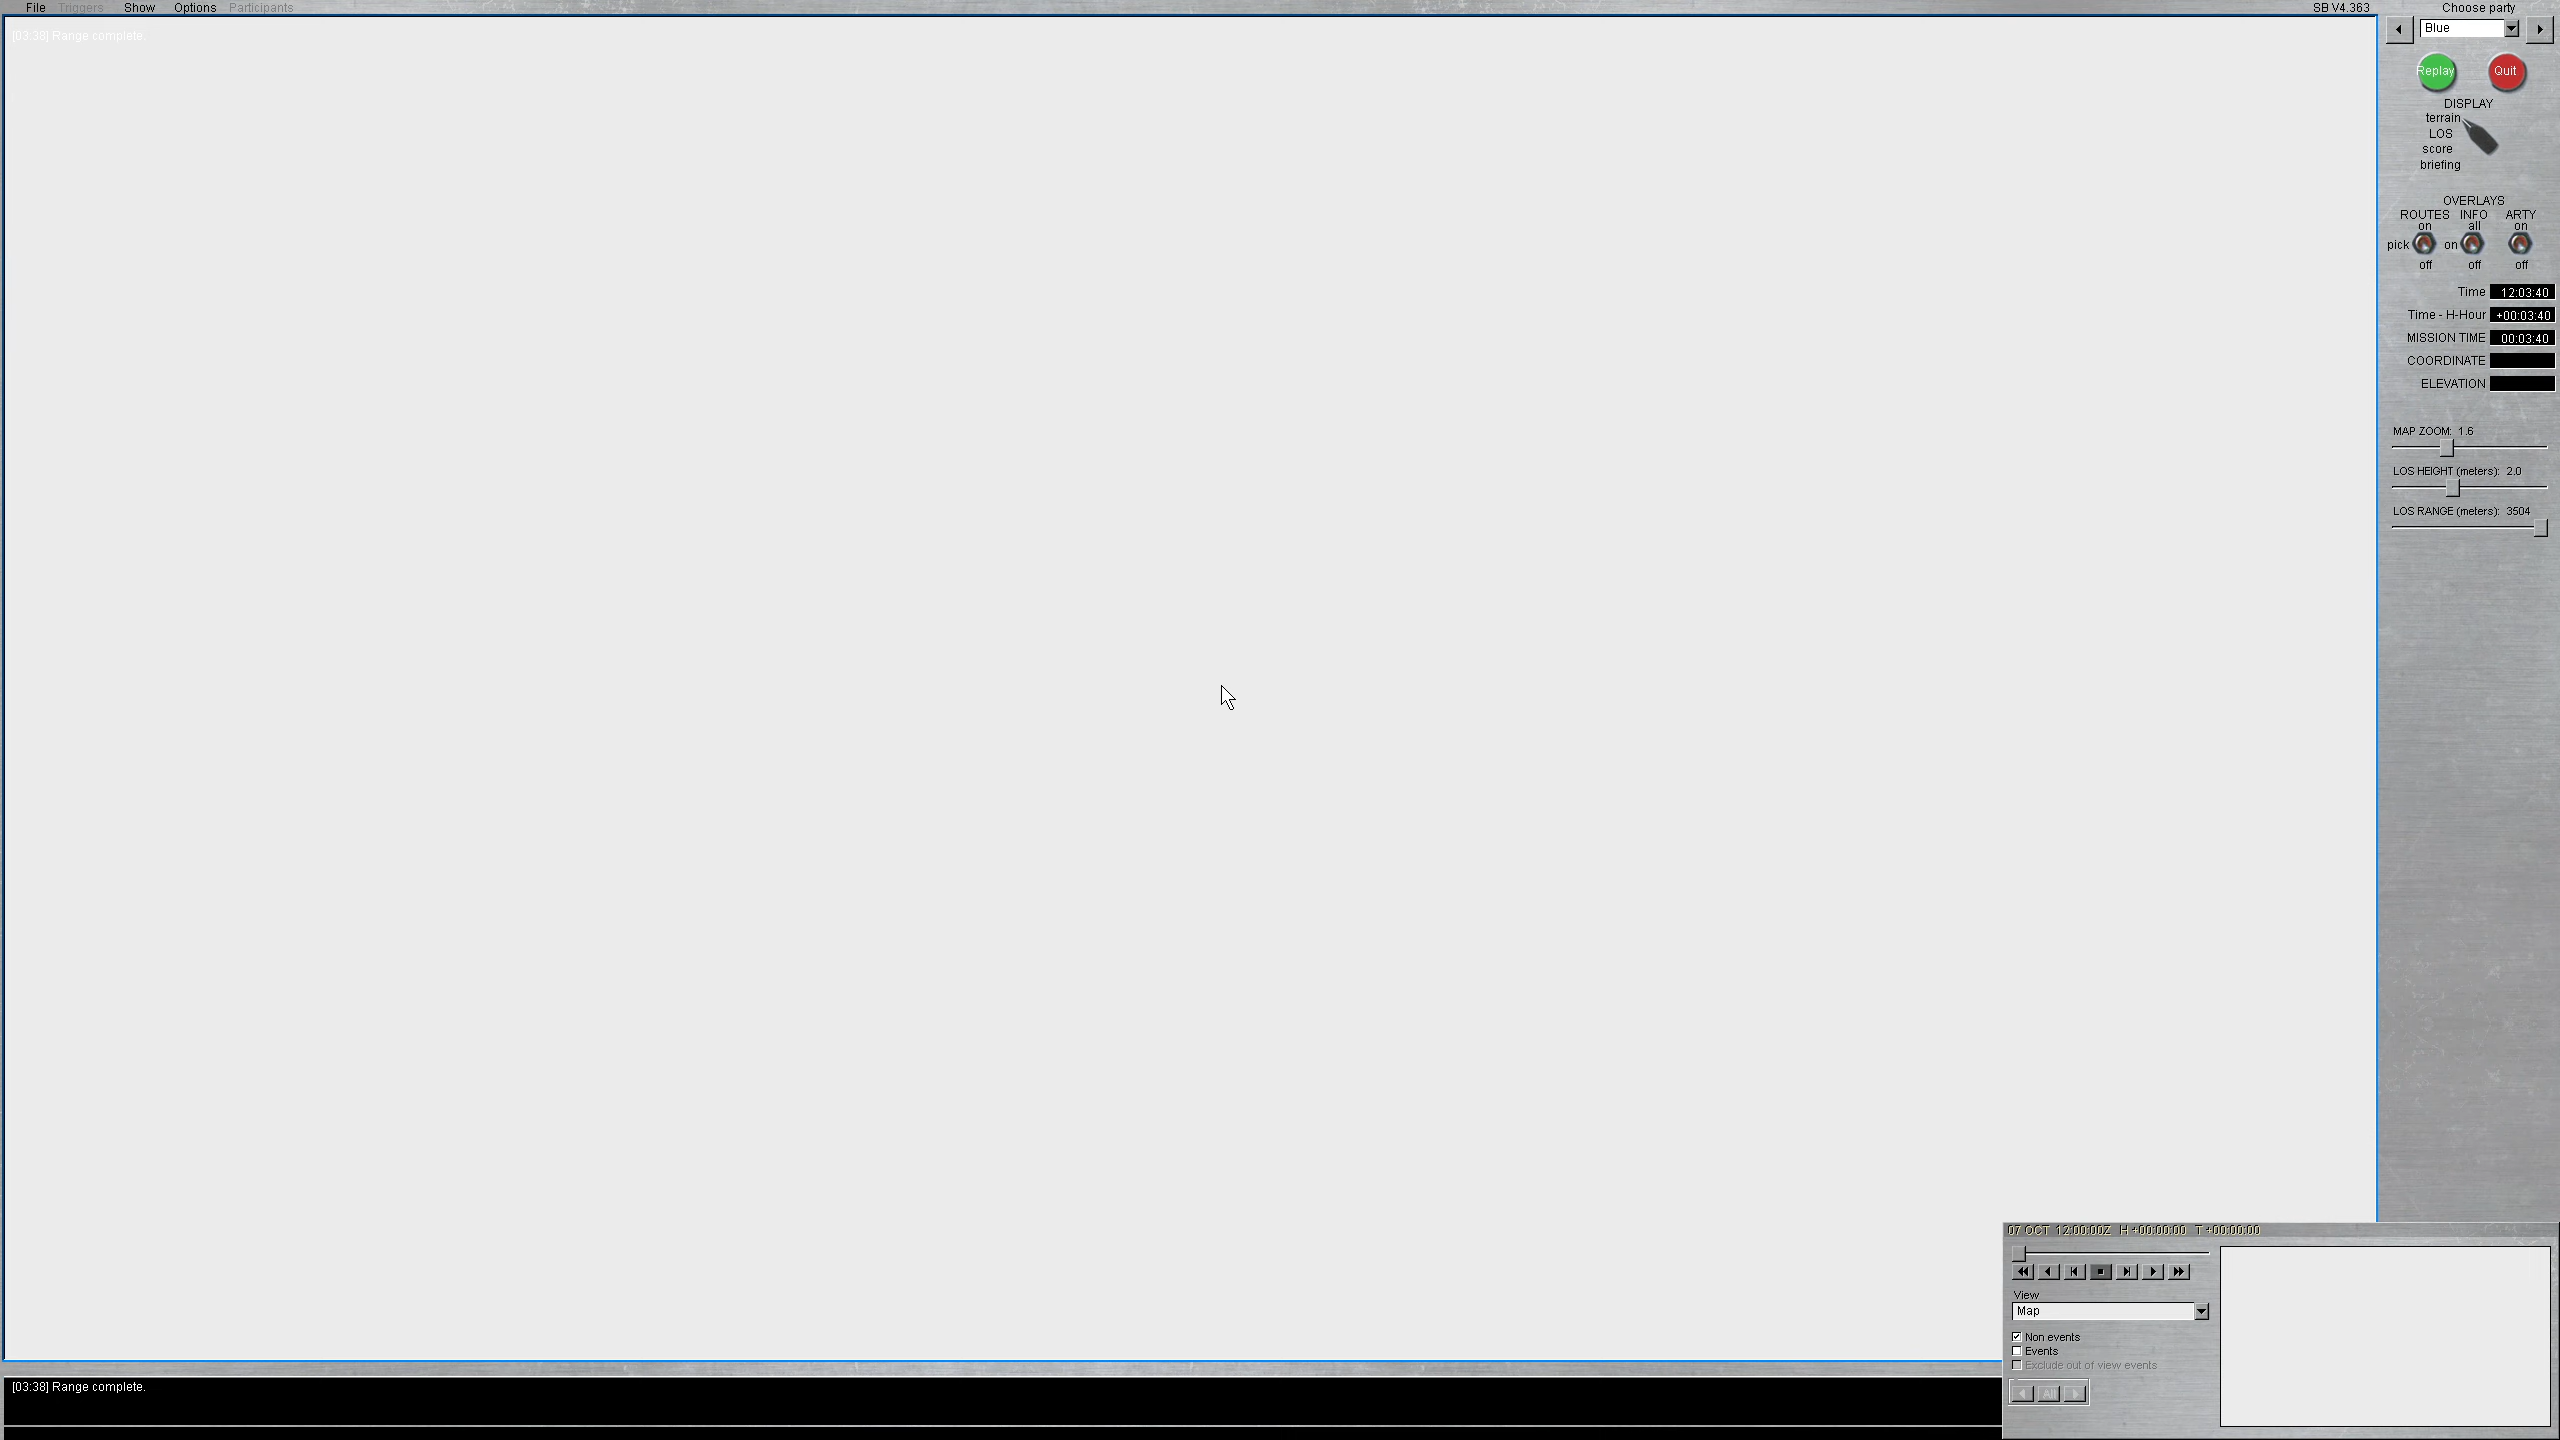 File Triggers Show Options Participants SB V4.363 Choose party
[03:38] Range complete.
Blue
Replay Quit
DISPLAY
terrain
LOS
score
briefing
OVERLAYS
ROUTES INFO ARTY
on all on
pick on
off off off
Time 12:03:40
Time - H-Hour +00:03:40
MISSION TIME 00:03:40
COORDINATE
ELEVATION
MAP ZOOM: 1.6
LOS HEIGHT (meters): 2.0
LOS RANGE (meters): 3504
07 OCT 12:00:00Z H +00:00:00 T +00:00:00
View
Map
Non events
Events
Exclude out of view events
All
[03:38] Range complete.